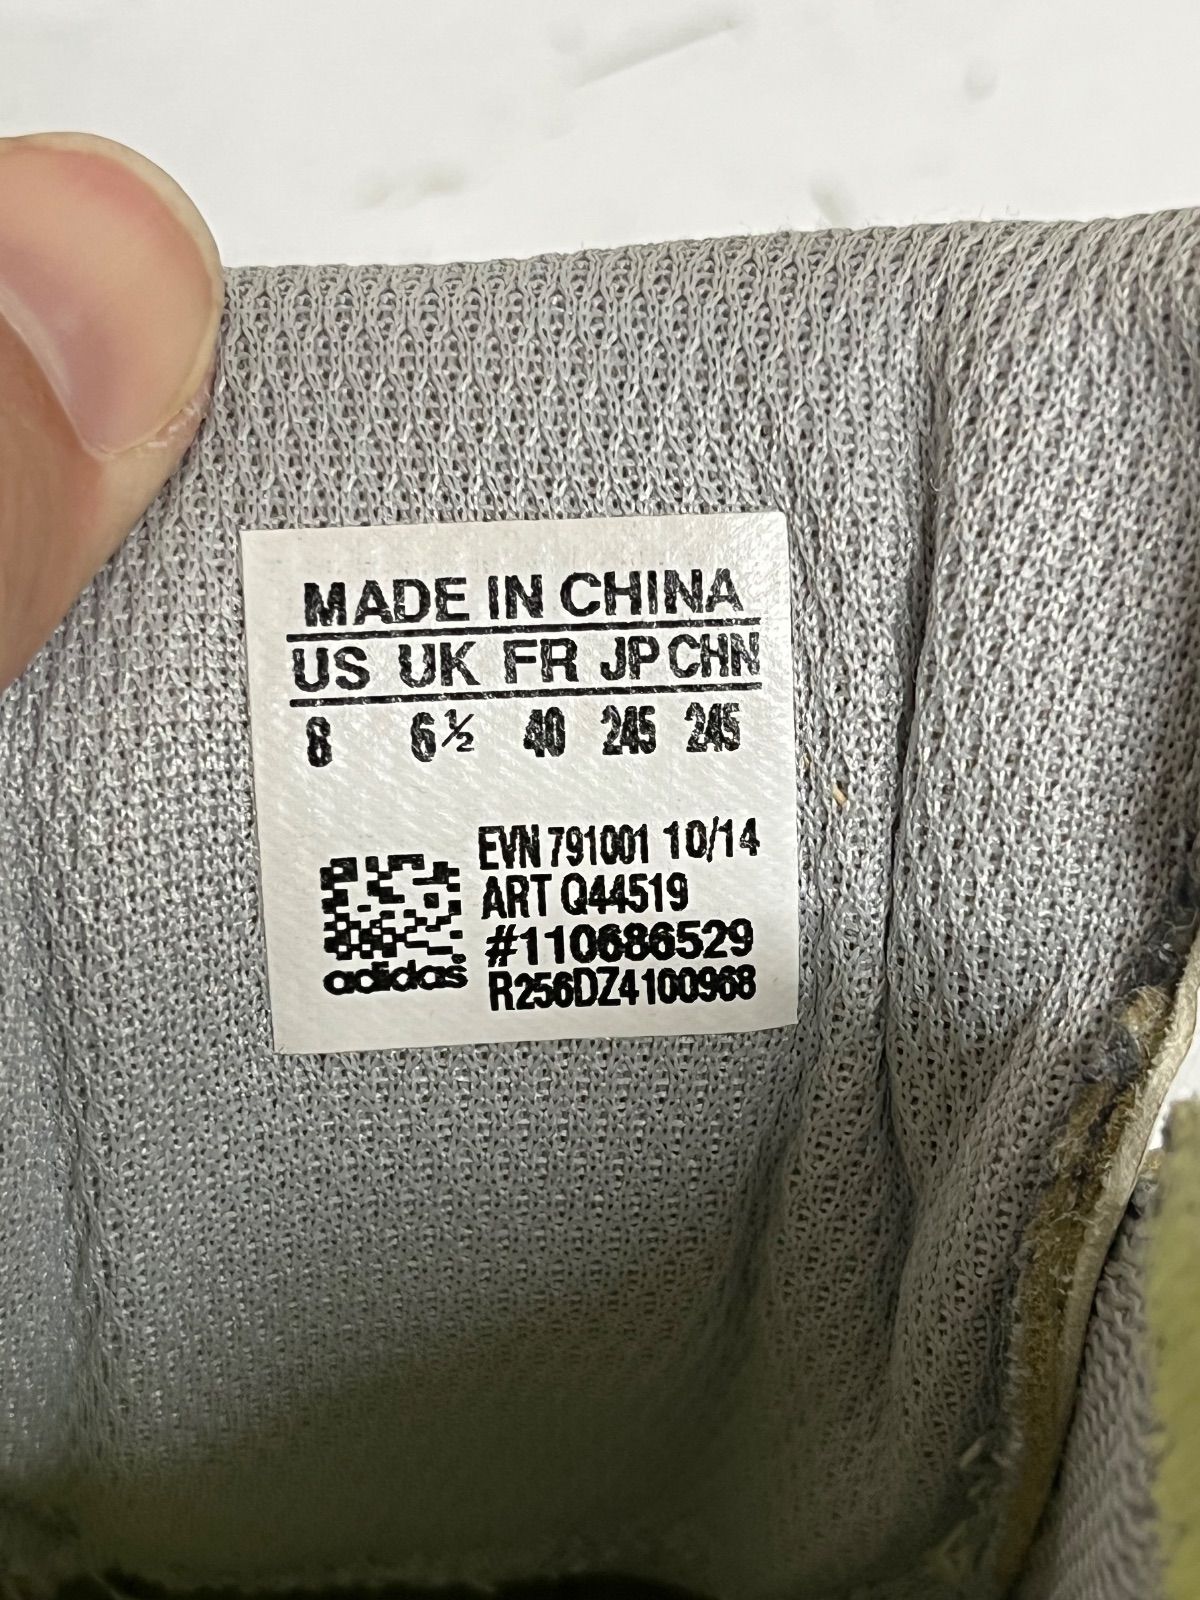 MADE IN CHINA
US UK FR JP CHN
8 6½ 40 245 245
EVN 791001 10/14
ART Q44519
#110686529
adidas®
R256DZ4100968